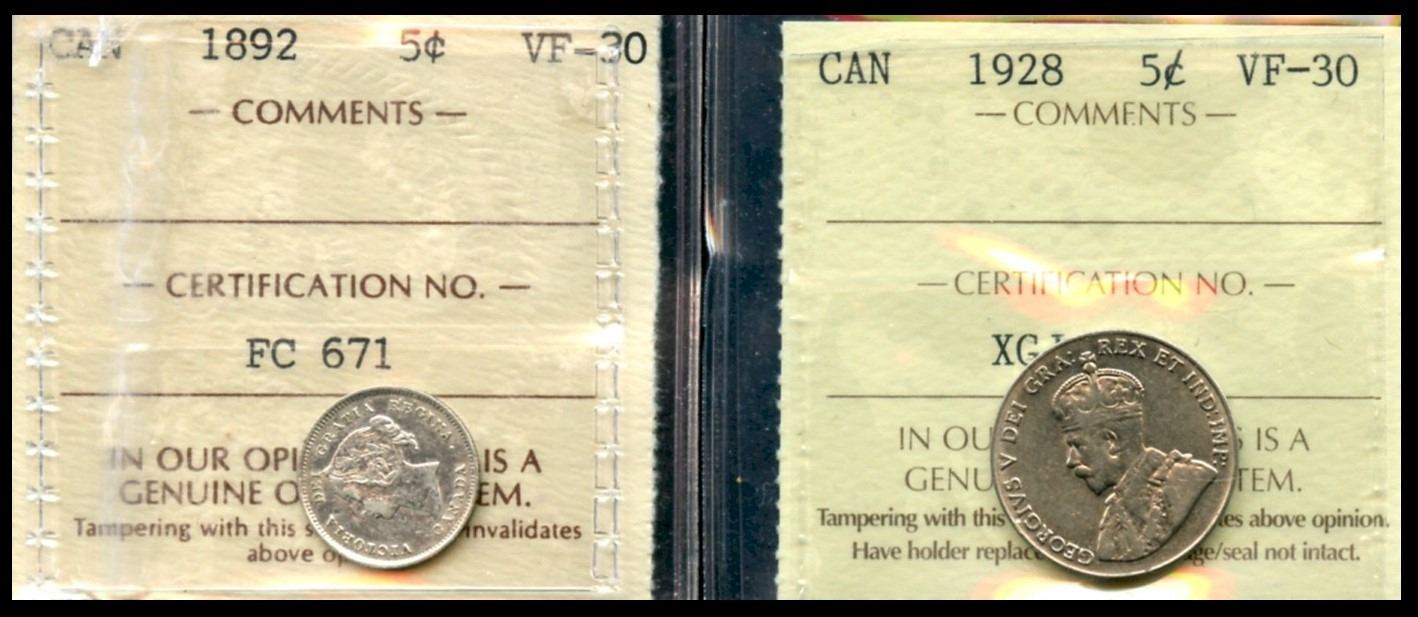 CAN 1892 5¢ VF-30
— COMMENTS —
— CERTIFICATION NO. —
FC 671
IN OUR OPI IS A
GENUINE O EM.
Tampering with this s invalidates
above o
VICTORIA DEI GRATIA REGINA. CANADA
CAN 1928 5¢ VF-30
— COMMENTS —
— CERTIFICATION NO. —
XG
IN OU IS A
GENU TEM.
Tampering with this es above opinion.
Have holder replac ge/seal not intact.
GEORGIVS V DEI GRA: REX ET IND:IMP: